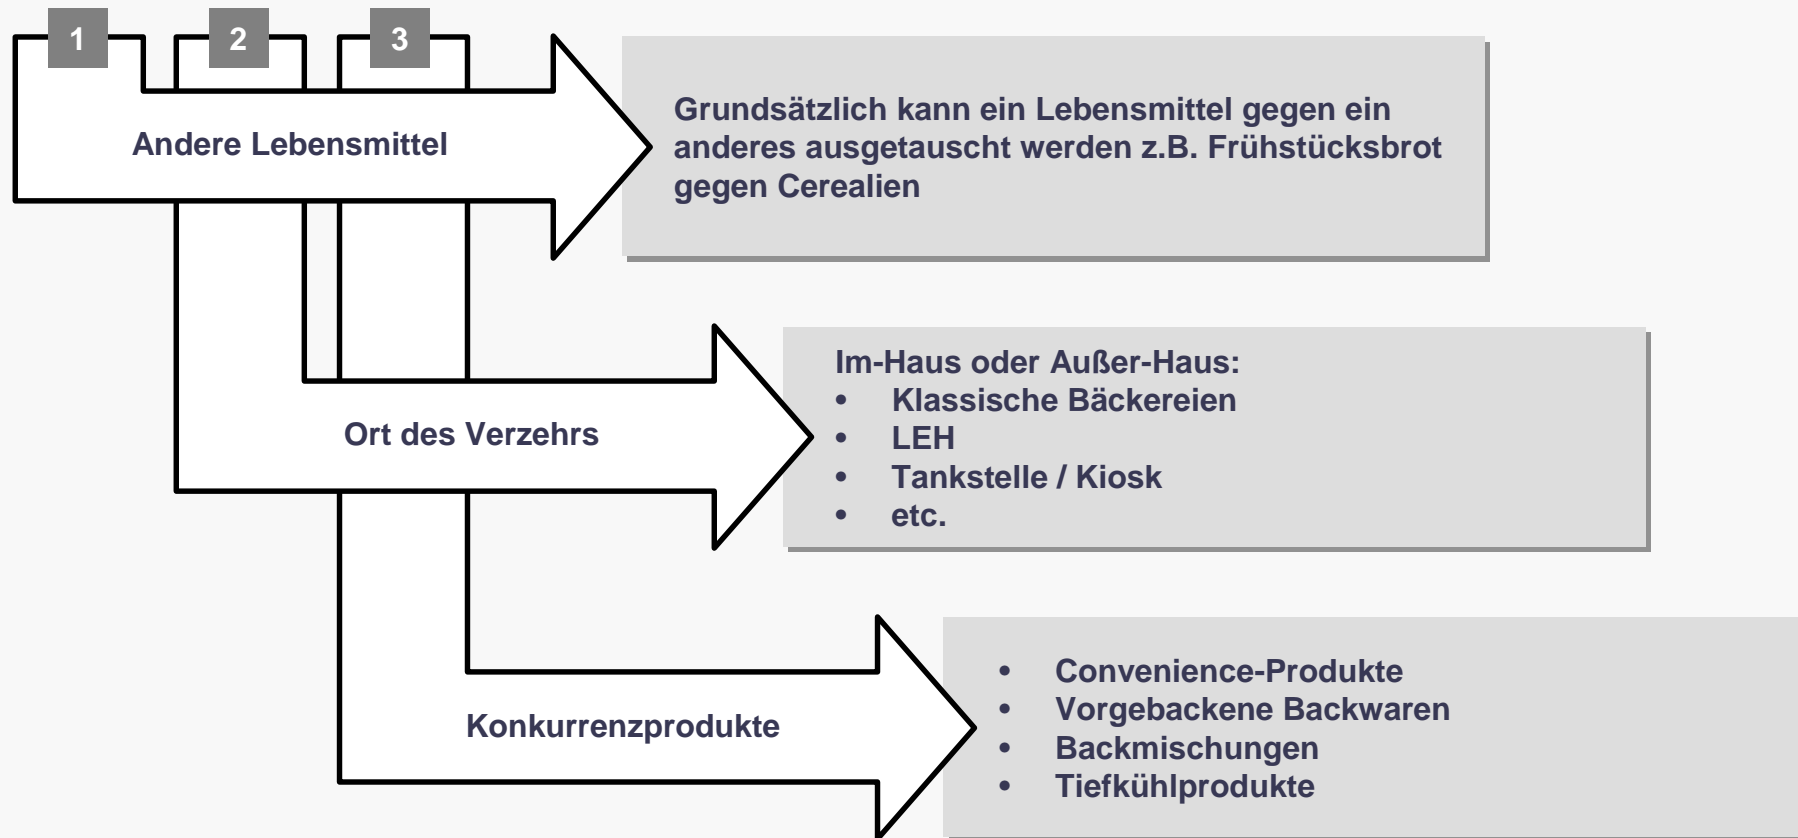 1
2
3
Andere Lebensmittel
Grundsätzlich kann ein Lebensmittel gegen ein
anderes ausgetauscht werden z.B. Frühstücksbrot
gegen Cerealien
Ort des Verzehrs
Im-Haus oder Außer-Haus:
• Klassische Bäckereien
• LEH
• Tankstelle / Kiosk
• etc.
Konkurrenzprodukte
• Convenience-Produkte
• Vorgebackene Backwaren
• Backmischungen
• Tiefkühlprodukte